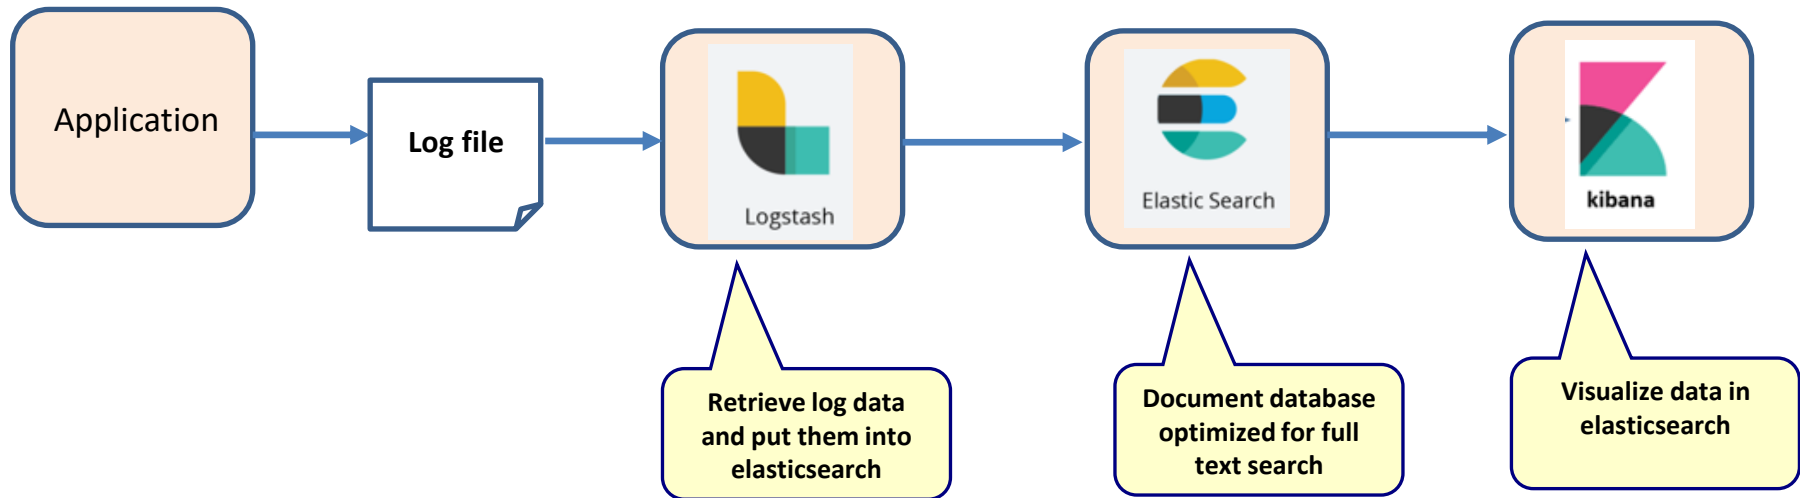 Application
Log file
Logstash
Elastic Search
kibana
Retrieve log data
and put them into
elasticsearch
Document database
optimized for full
text search
Visualize data in
elasticsearch